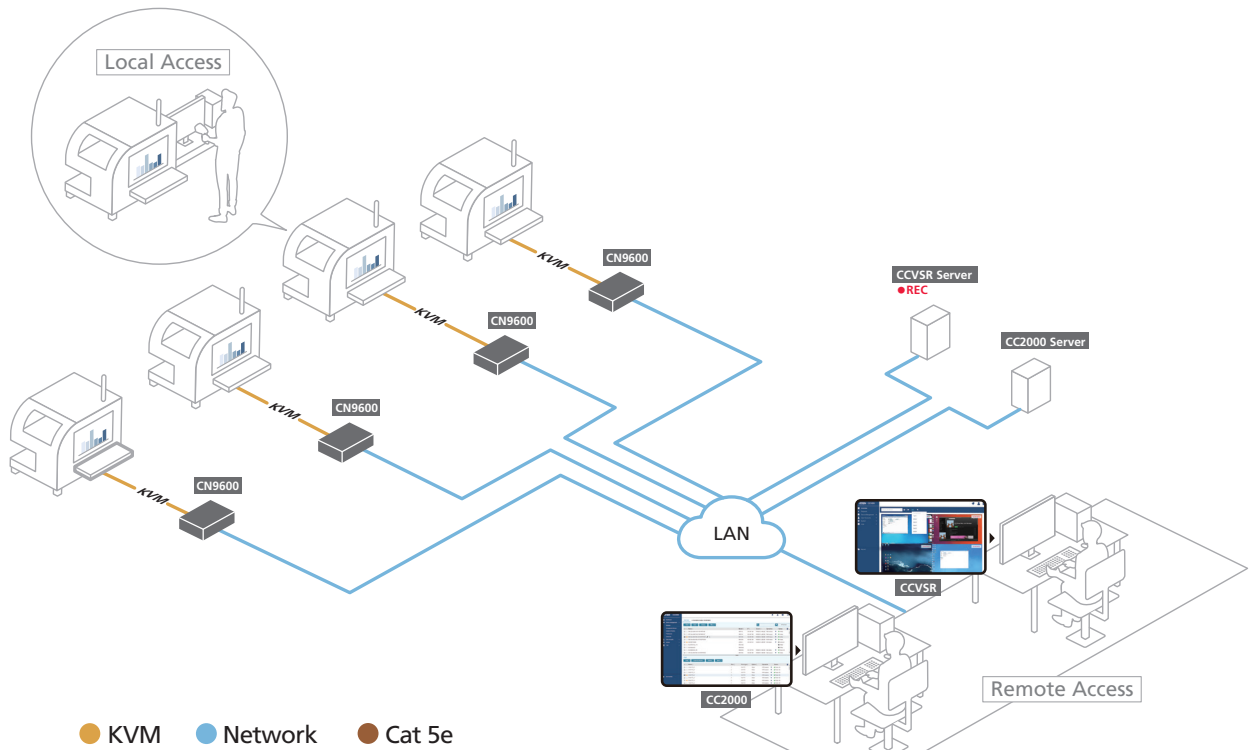 Local Access
KVM
CN9600
CCVSR Server
REC
KVM
CN9600
CC2000 Server
KVM
CN9600
KVM
CN9600
LAN
CCVSR
CC2000
Remote Access
KVM
Network
Cat 5e